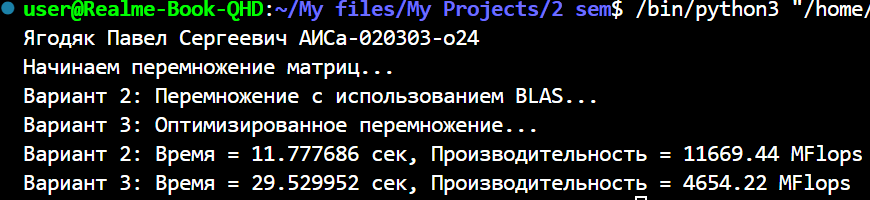 user@Realme-Book-QHD:~/My files/My Projects/2 sem$ /bin/python3 "/home/
Ягодяк Павел Сергеевич АИСа-020303-о24
Начинаем перемножение матриц...
Вариант 2: Перемножение с использованием BLAS...
Вариант 3: Оптимизированное перемножение...
Вариант 2: Время = 11.777686 сек, Производительность = 11669.44 MFlops
Вариант 3: Время = 29.529952 сек, Производительность = 4654.22 MFlops